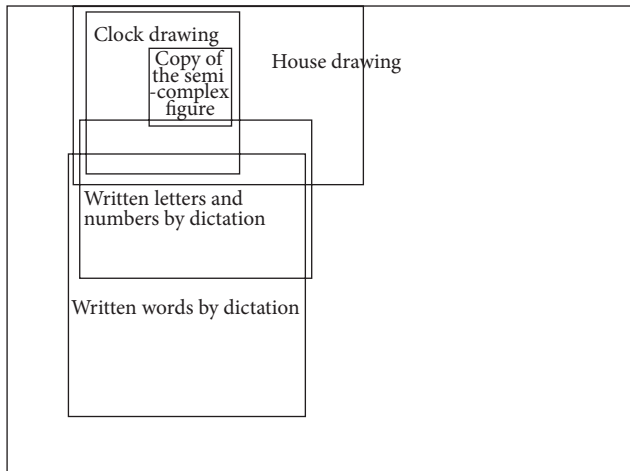 Clock drawing
Copy of
the semi
-complex
figure
House drawing
Written letters and
numbers by dictation
Written words by dictation